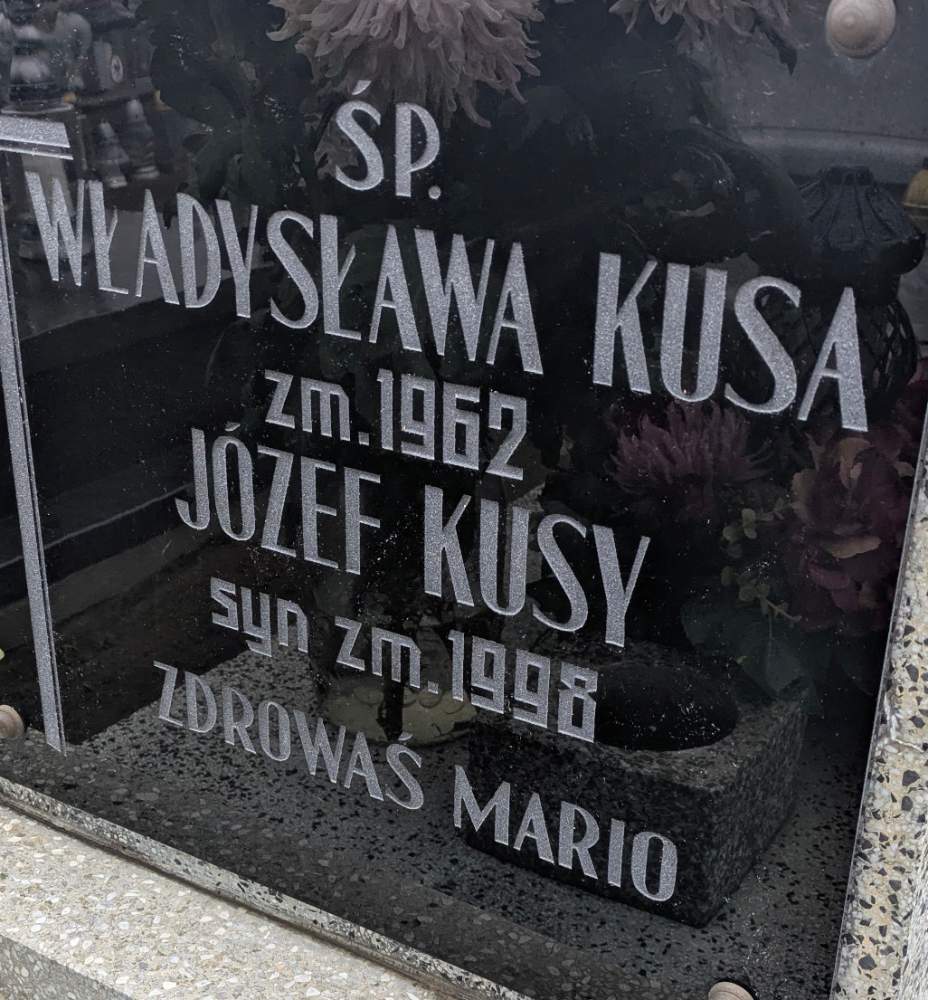 ŚP.
WŁADYSŁAWA KUSA
zm. 1962
JÓZEF KUSY
syn zm. 1998
ZDROWAŚ MARIO